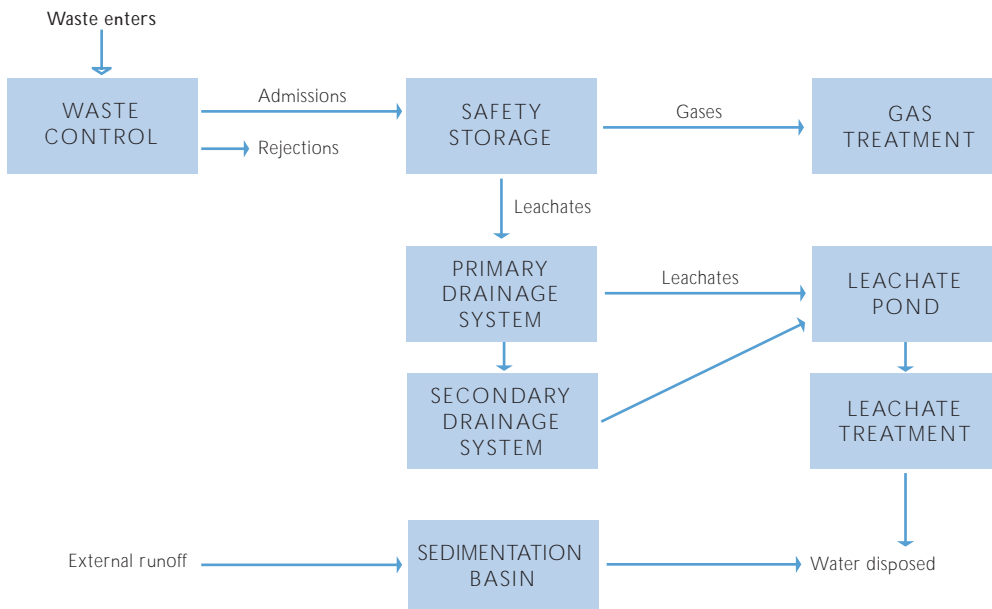 Waste enters
WASTE
CONTROL
Admissions
Rejections
SAFETY
STORAGE
Gases
GAS
TREATMENT
Leachates
PRIMARY
DRAINAGE
SYSTEM
Leachates
LEACHATE
POND
SECONDARY
DRAINAGE
SYSTEM
LEACHATE
TREATMENT
External runoff
SEDIMENTATION
BASIN
Water disposed